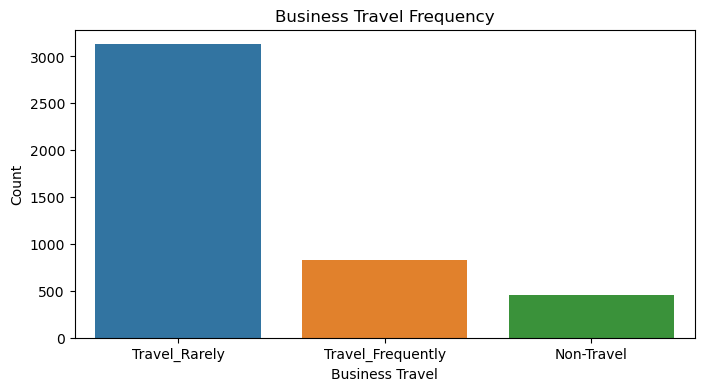 Business Travel Frequency
3000
2500
2000
1500
1000
500
0
Count
Travel_Rarely
Travel_Frequently
Non-Travel
Business Travel